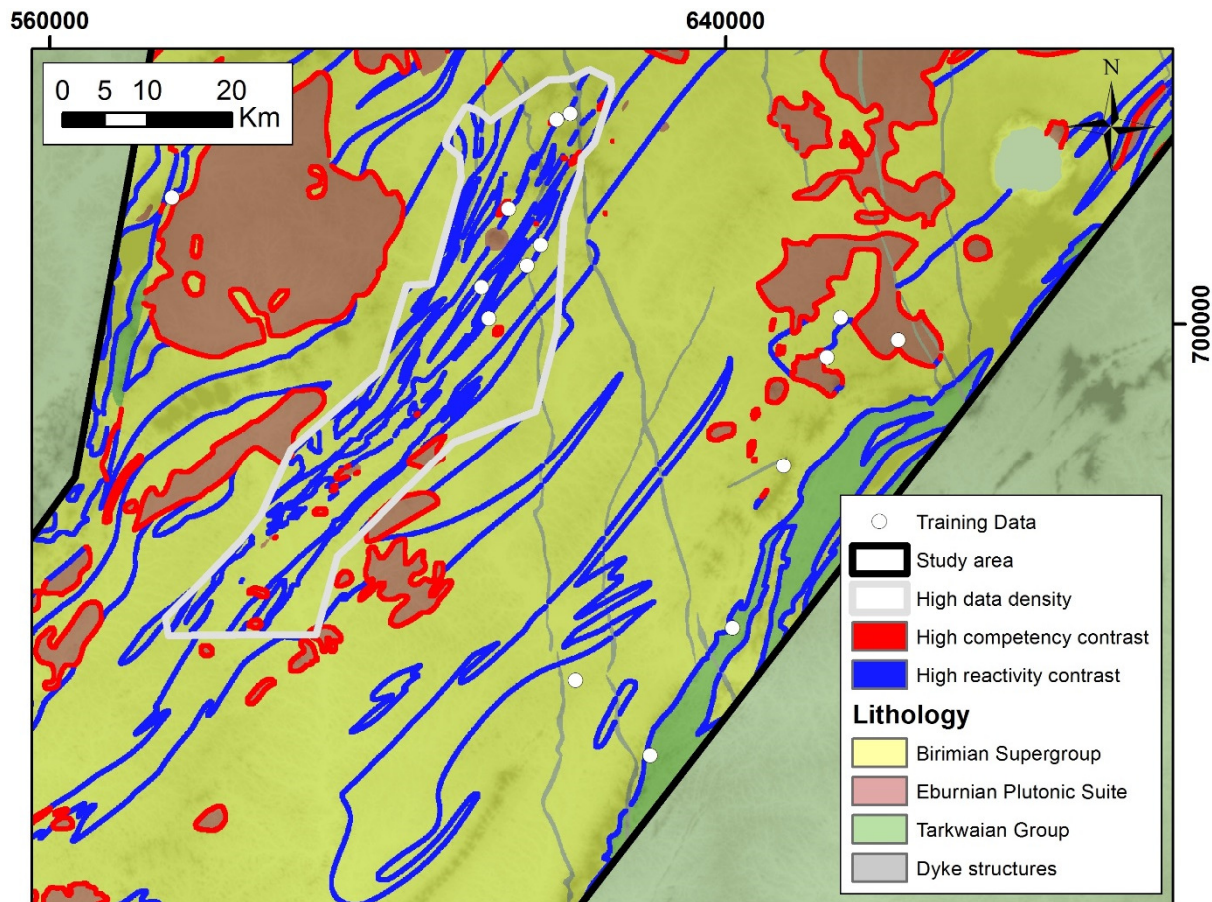 560000
640000
0 5 10 20
Km
N
700000
Training Data
Study area
High data density
High competency contrast
High reactivity contrast
Lithology
Birimian Supergroup
Eburnian Plutonic Suite
Tarkwaian Group
Dyke structures